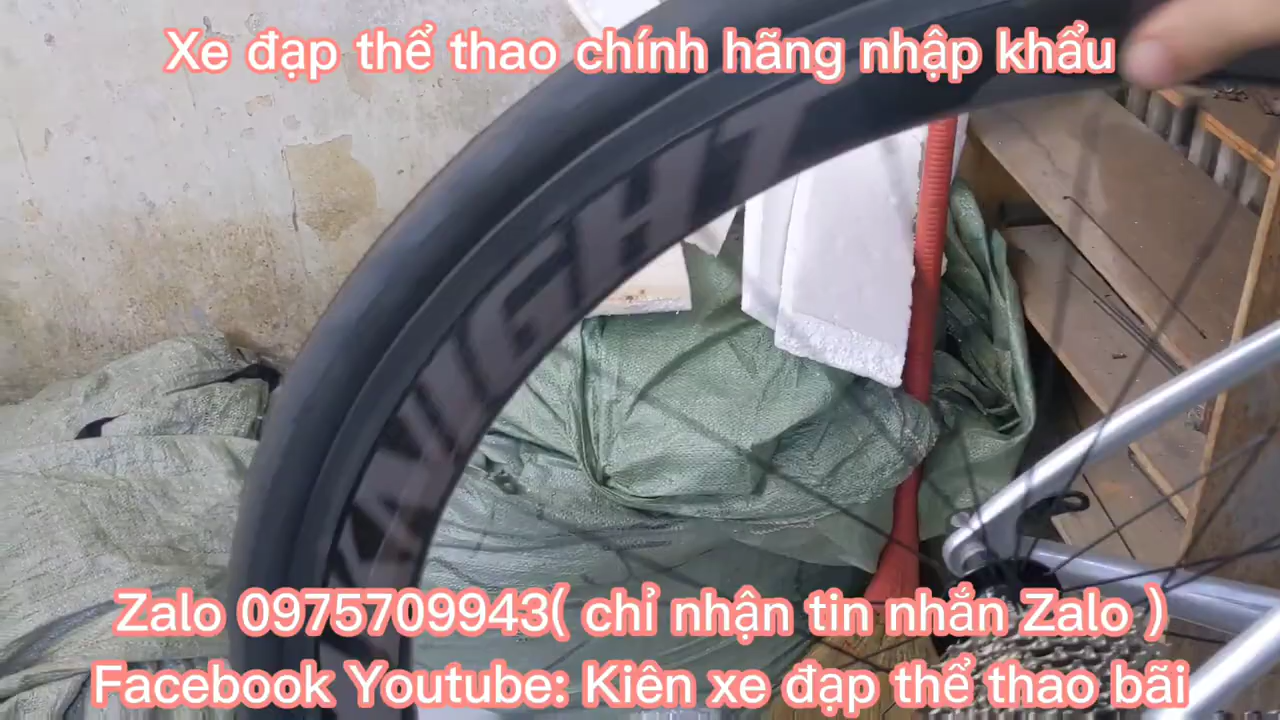 Xe đạp thể thao chính hãng nhập khẩu
KNIGHT
Zalo 0975709943( chỉ nhận tin nhắn Zalo )
Facebook Youtube: Kiên xe đạp thể thao bãi